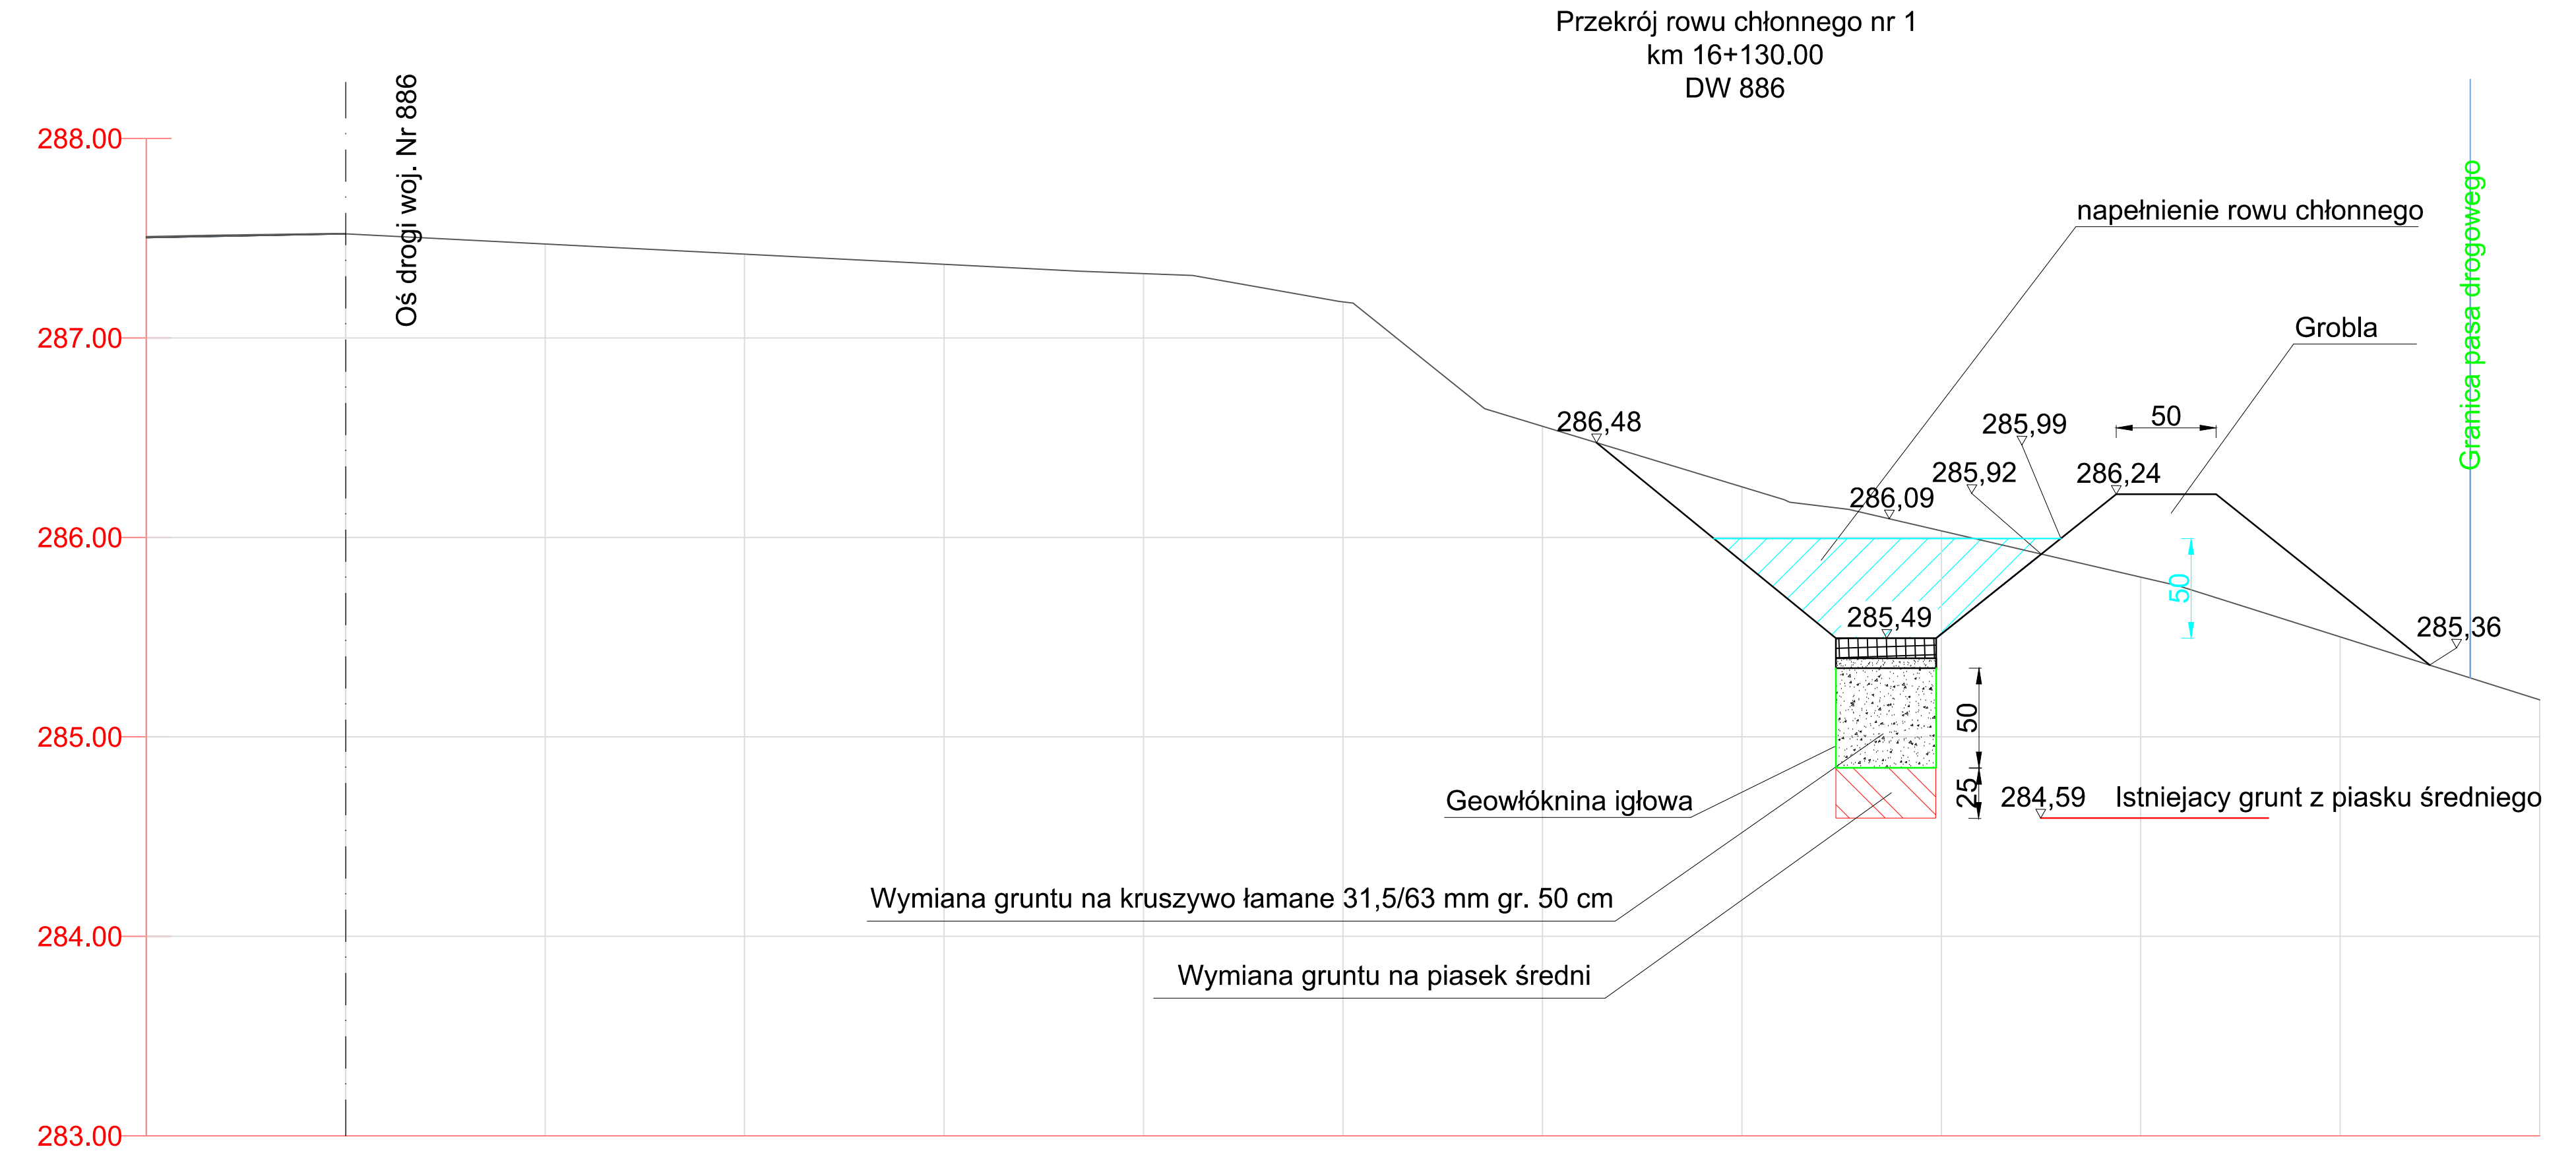 Przekrój rowu chłonnego nr 1
km 16+130.00
DW 886
Oś drogi woj. Nr 886
288.00
Granica pasa drogowego
napełnienie rowu chłonnego
Grobla
287.00
286,48
285,99
50
285,92
286,24
286,09
286.00
50
285,49
285,36
50
285.00
25
284,59
Istniejacy grunt z piasku średniego
Geowłóknina igłowa
Wymiana gruntu na kruszywo łamane 31,5/63 mm gr. 50 cm
284.00
Wymiana gruntu na piasek średni
283.00